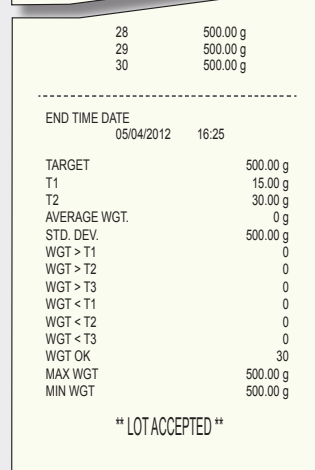 28 500.00 g
29 500.00 g
30 500.00 g
END TIME DATE
05/04/2012 16:25
TARGET 500.00 g
T1 15.00 g
T2 30.00 g
AVERAGE WGT. 0 g
STD. DEV. 500.00 g
WGT > T1 0
WGT > T2 0
WGT > T3 0
WGT < T1 0
WGT < T2 0
WGT < T3 0
WGT OK 30
MAX WGT 500.00 g
MIN WGT 500.00 g
** LOT ACCEPTED **